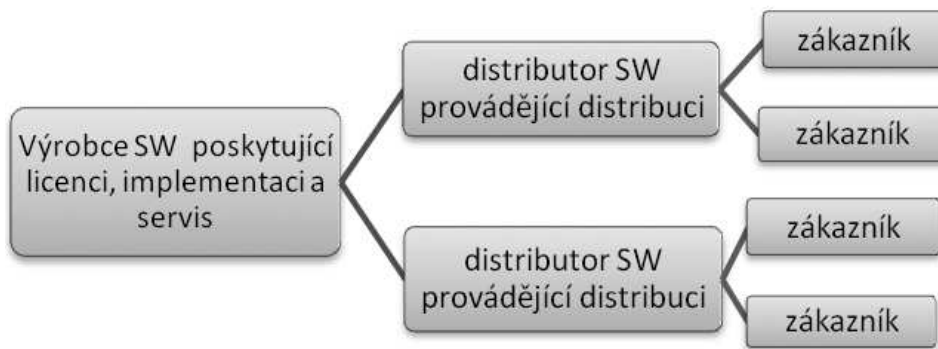 Výrobce SW poskytující
licenci, implementaci a
servis
distributor SW
provádějící distribuci
zákazník
zákazník
distributor SW
provádějící distribuci
zákazník
zákazník